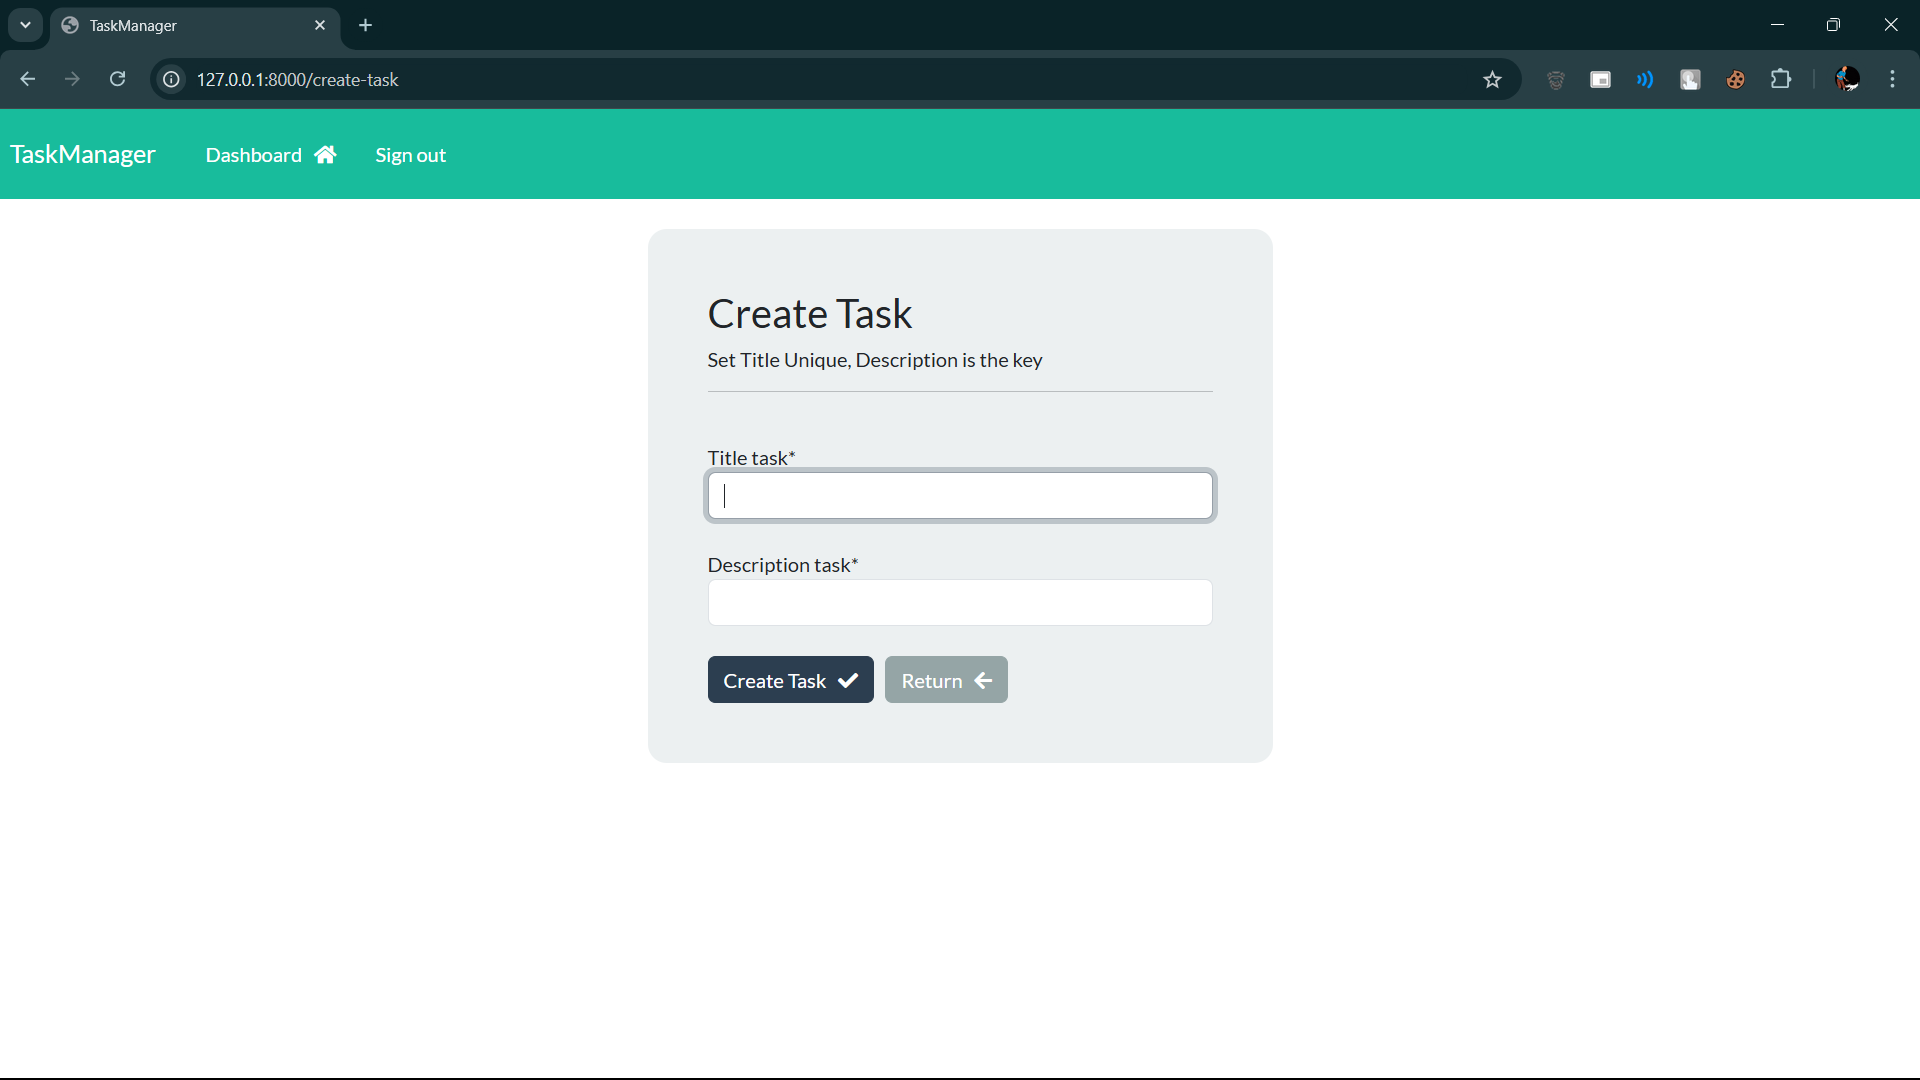 TaskManager
127.0.0.1:8000/create-task
TaskManager Dashboard Sign out
Create Task
Set Title Unique, Description is the key
Title task*
Description task*
Create Task Return